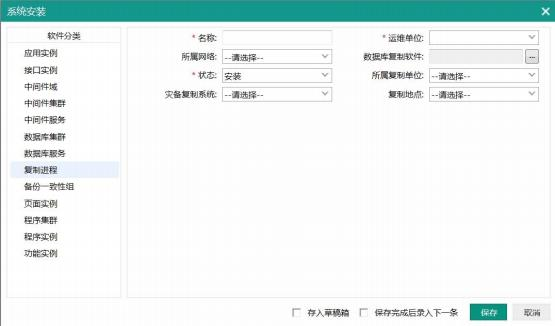 系统安装
软件分类
应用实例
接口实例
中间件域
中间件集群
中间件服务
数据库集群
数据库服务
复制进程
备份一致性组
页面实例
程序集群
程序实例
功能实例
* 名称:
* 运维单位:
所属网络: --请选择--
数据库复制软件: ...
* 状态: 安装
所属复制单位: --请选择--
灾备复制系统: --请选择--
复制地点: --请选择--
存入草稿箱 保存完成后录入下一条 保存 取消